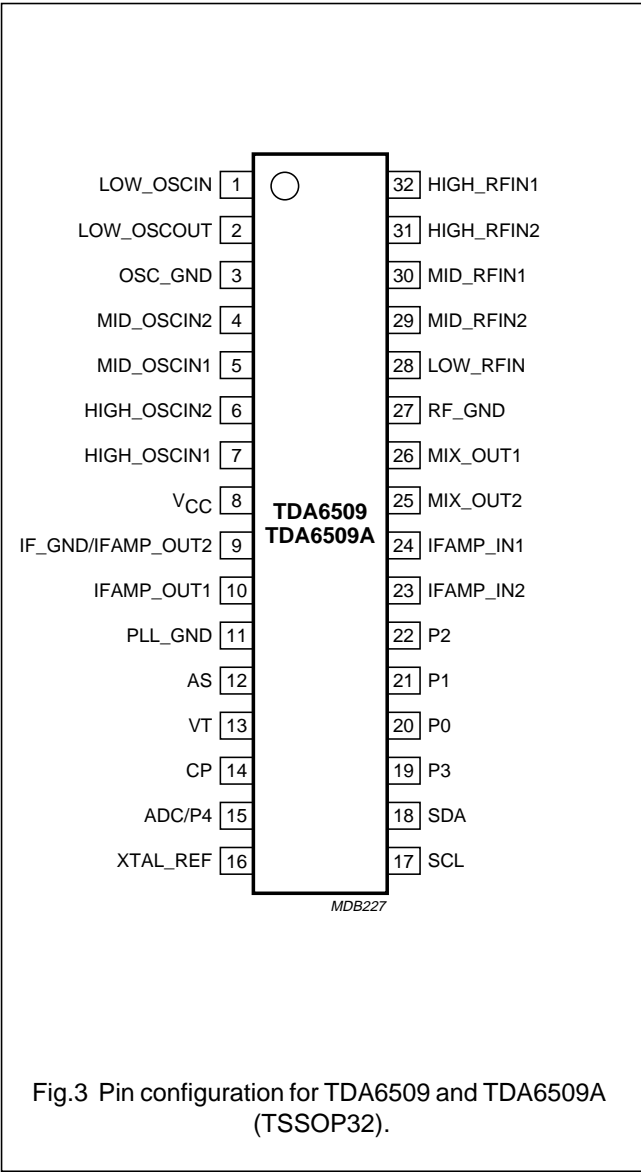 LOW_OSCIN 1 32 HIGH_RFIN1
LOW_OSCOUT 2 31 HIGH_RFIN2
OSC_GND 3 30 MID_RFIN1
MID_OSCIN2 4 29 MID_RFIN2
MID_OSCIN1 5 28 LOW_RFIN
HIGH_OSCIN2 6 27 RF_GND
HIGH_OSCIN1 7 26 MIX_OUT1
VCC 8 25 MIX_OUT2
TDA6509
TDA6509A
IF_GND/IFAMP_OUT2 9 24 IFAMP_IN1
IFAMP_OUT1 10 23 IFAMP_IN2
PLL_GND 11 22 P2
AS 12 21 P1
VT 13 20 P0
CP 14 19 P3
ADC/P4 15 18 SDA
XTAL_REF 16 17 SCL
MDB227
Fig.3 Pin configuration for TDA6509 and TDA6509A
(TSSOP32).